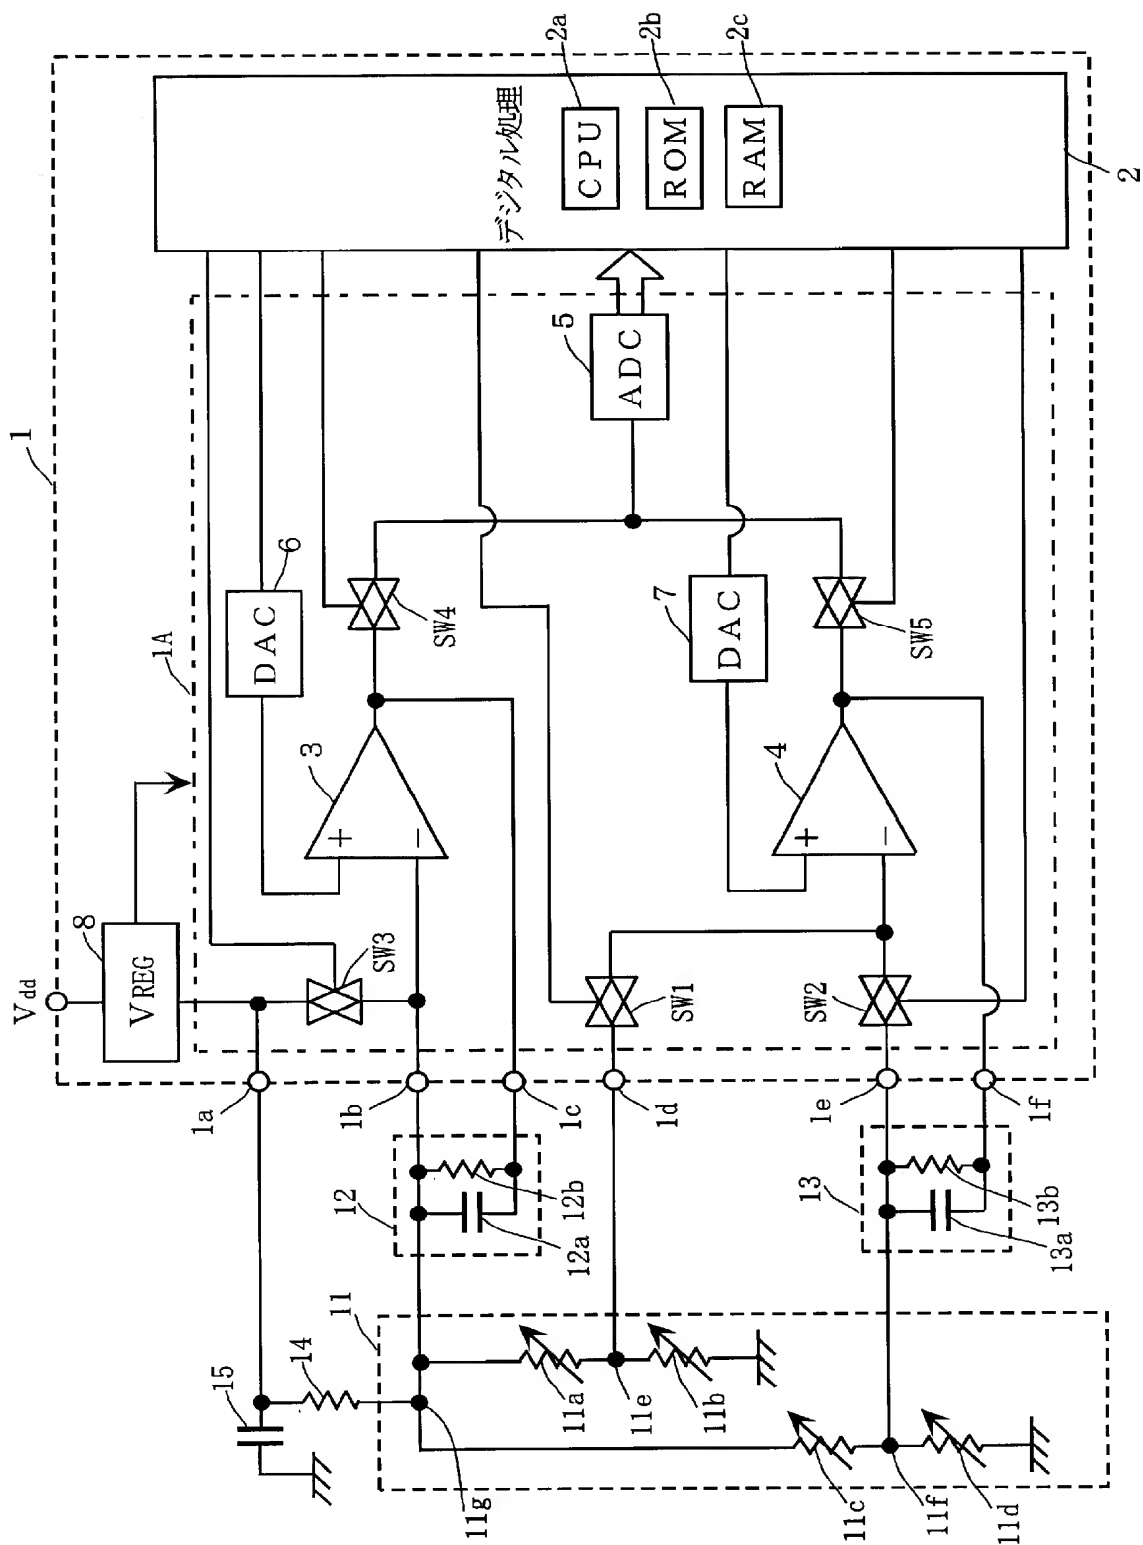 1
Vdd
8
VREG
1A
DAC
6
3
+
−
SW3
SW4
デジタル処理
CPU
2a
ROM
2b
RAM
2c
2
5
ADC
SW1
7
DAC
4
+
−
SW2
SW5
1a
1b
1c
1d
1e
1f
12
12b
12a
13
13b
13a
15
14
11
11a
11e
11b
11g
11c
11f
11d